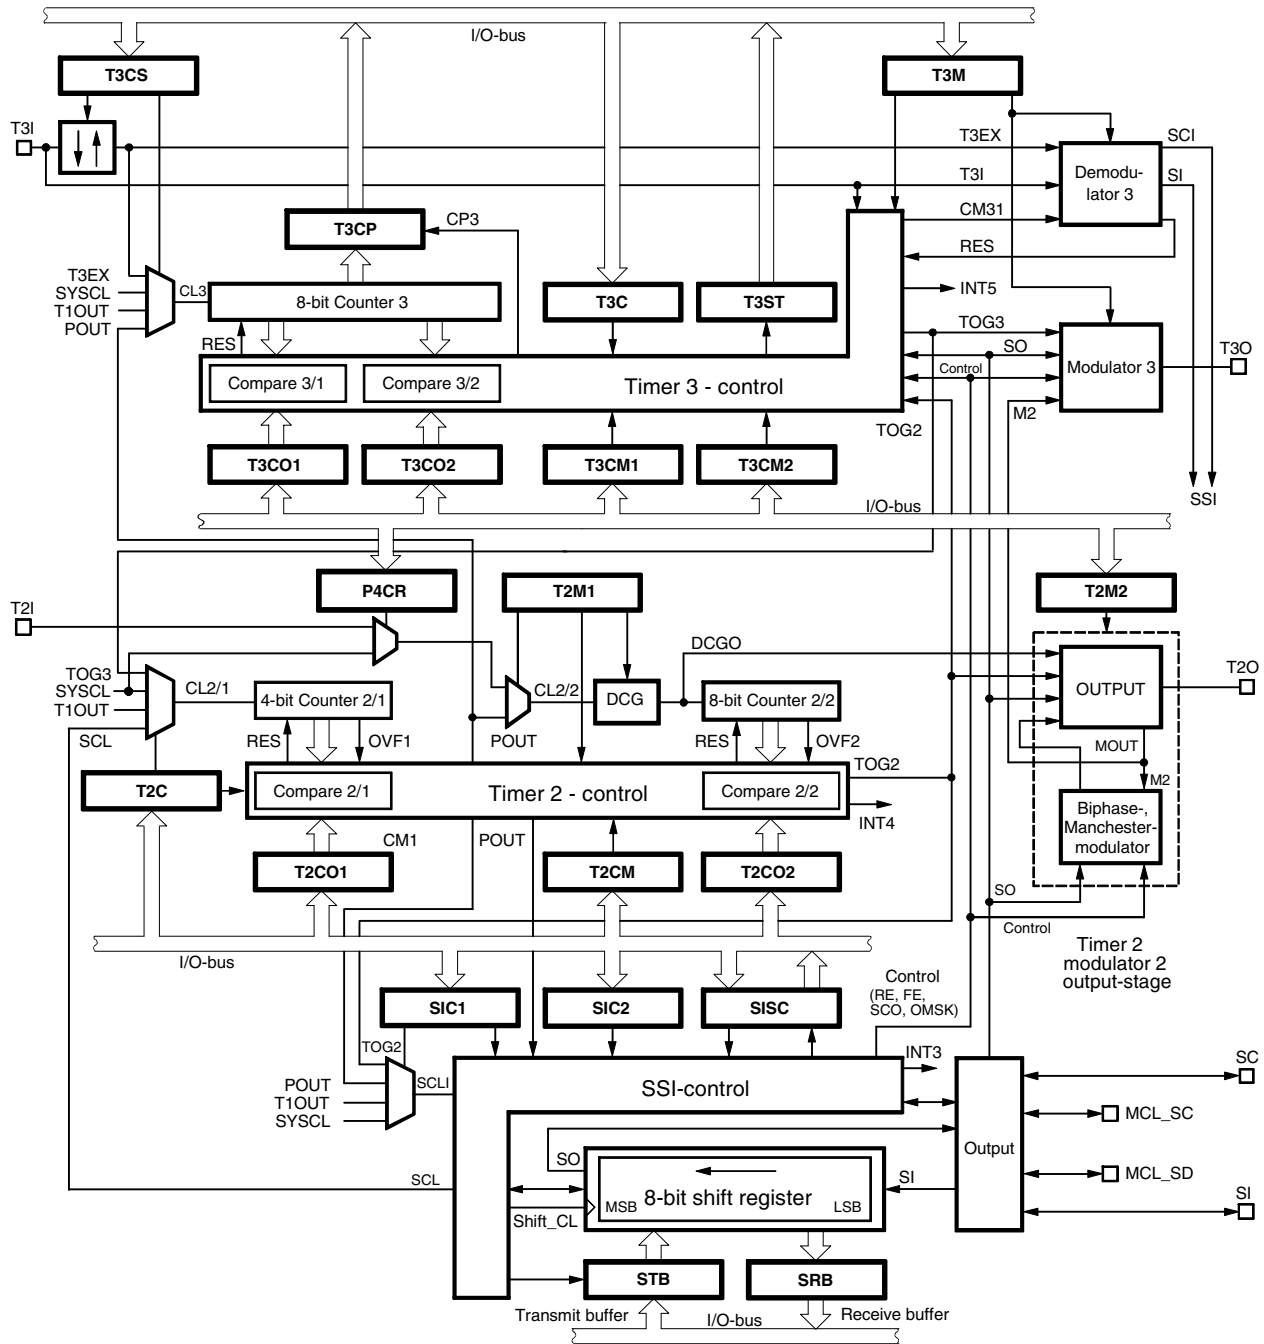 I/O-bus
T3CS
T3M
T3I
T3EX
SCI
Demodu-
lator 3
T3I
SI
CM31
T3CP
CP3
RES
T3EX
SYSCL
T1OUT
POUT
CL3
8-bit Counter 3
T3C
T3ST
INT5
RES
TOG3
SO
Compare 3/1
Compare 3/2
Timer 3 - control
Control
Modulator 3
T3O
M2
TOG2
T3CO1
T3CO2
T3CM1
T3CM2
SSI
I/O-bus
P4CR
T2M1
T2M2
T2I
DCGO
TOG3
SYSCL
T1OUT
SCL
CL2/1
4-bit Counter 2/1
CL2/2
DCG
8-bit Counter 2/2
OUTPUT
T2O
RES
OVF1
POUT
RES
OVF2
MOUT
TOG2
M2
T2C
Compare 2/1
Timer 2 - control
Compare 2/2
INT4
Biphase-,
Manchester-
modulator
CM1
POUT
T2CO1
T2CM
T2CO2
SO
Control
I/O-bus
Timer 2
modulator 2
output-stage
Control
(RE, FE,
SCO, OMSK)
SIC1
SIC2
SISC
TOG2
INT3
POUT
T1OUT
SYSCL
SCLI
SSI-control
SC
MCL_SC
Output
SO
SI
MCL_SD
SCL
8-bit shift register
MSB
LSB
Shift_CL
SI
STB
SRB
Transmit buffer
I/O-bus
Receive buffer